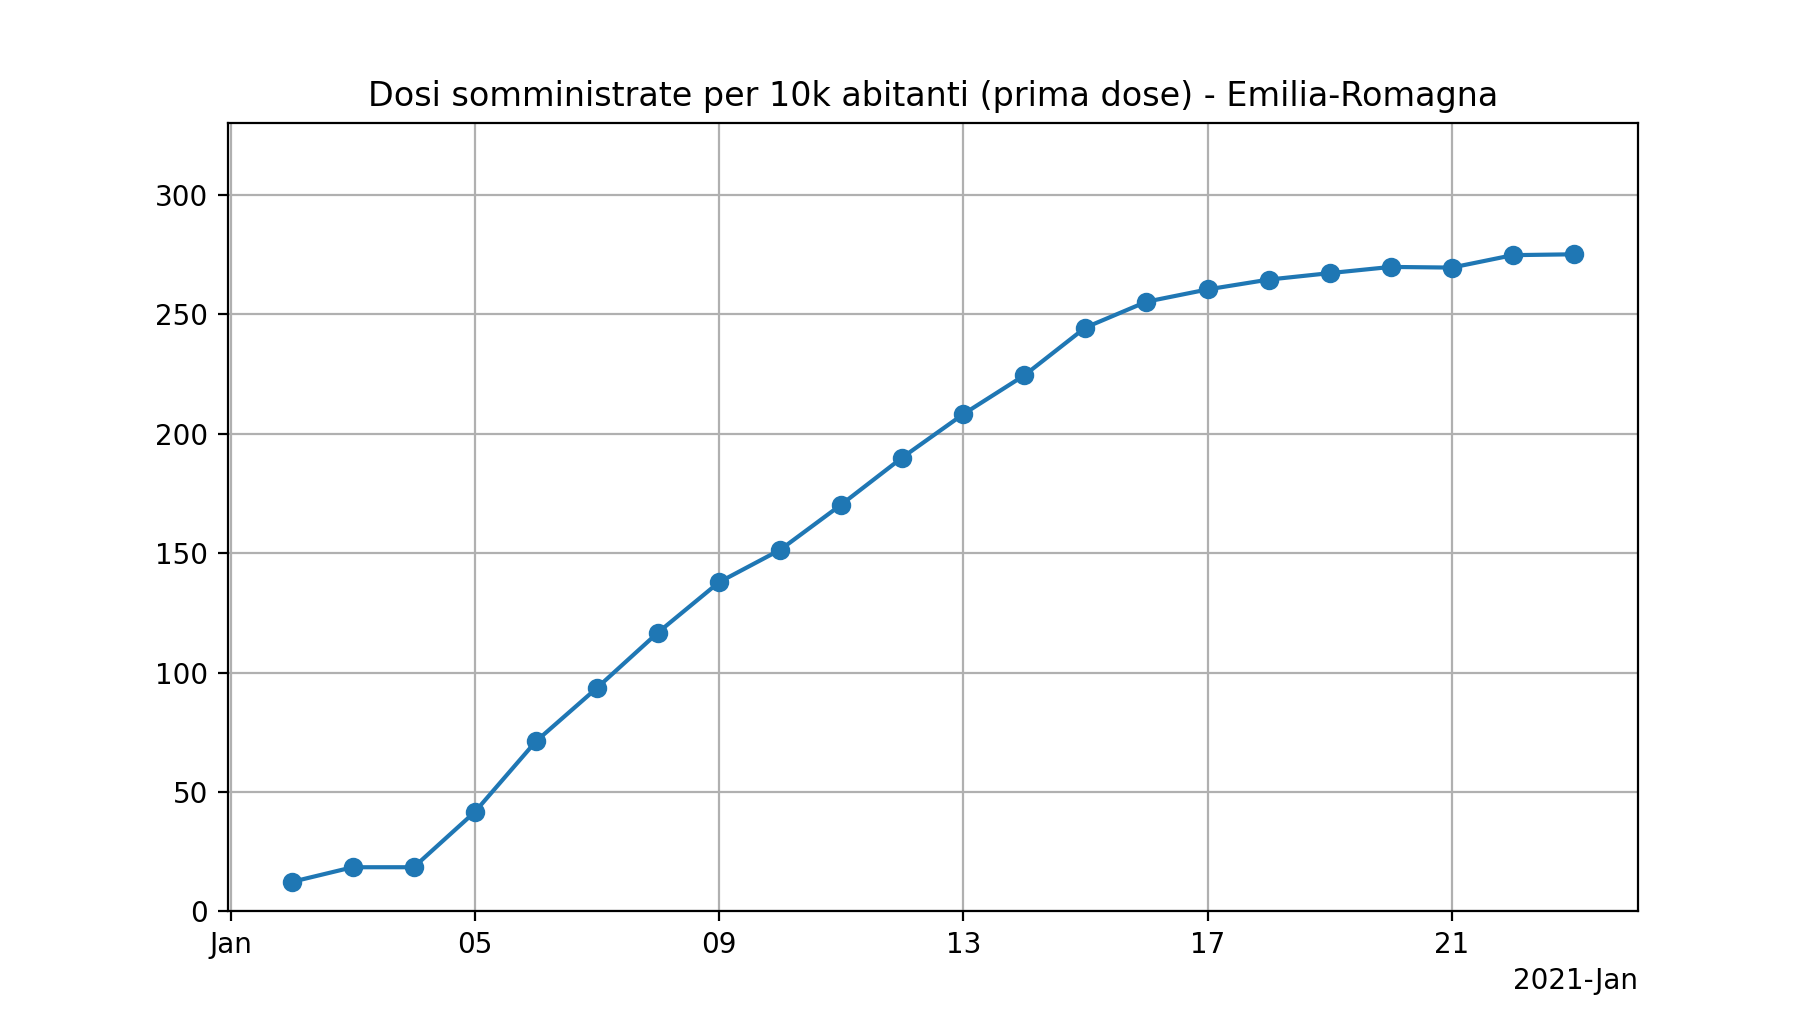 Dosi somministrate per 10k abitanti (prima dose) - Emilia-Romagna
300
250
200
150
100
50
0
Jan 05 09 13 17 21
2021-Jan